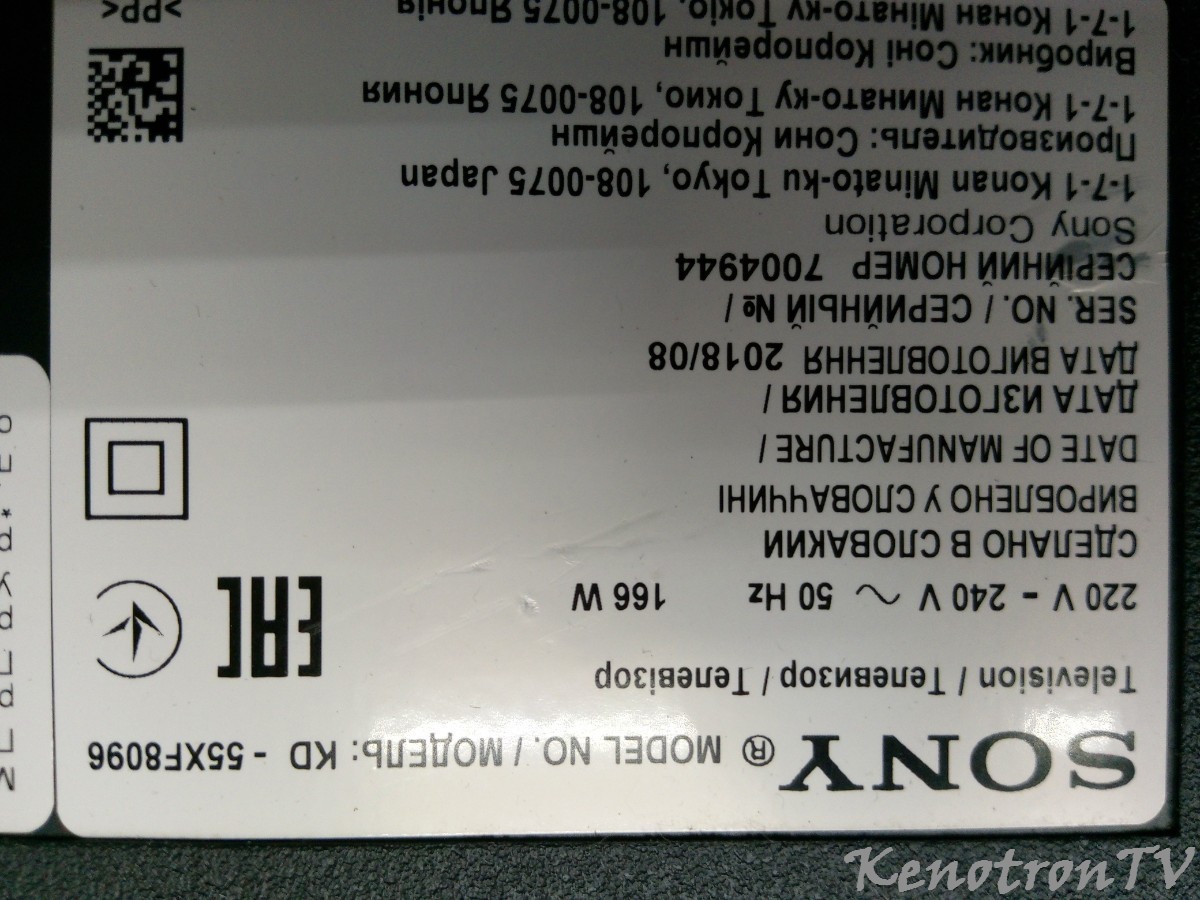 SONY ® MODEL NO. / МОДЕЛЬ: KD - 55XF8096
Television / Телевизор / Телевізор
220 V - 240 V ~ 50 Hz 166 W
EAC
СДЕЛАНО В СЛОВАКИИ
ВИРОБЛЕНО У СЛОВАЧЧИНІ
DATE OF MANUFACTURE /
ДАТА ИЗГОТОВЛЕНИЯ /
ДАТА ВИГОТОВЛЕННЯ 2018/08
SER. NO. / СЕРИЙНЫЙ № /
СЕРІЙНИЙ НОМЕР 7004944
Sony Corporation
1-7-1 Konan Minato-ku Tokyo, 108-0075 Japan
Производитель: Сони Корпорейшн
1-7-1 Конан Минато-ку Токио, 108-0075 Япония
Виробник: Соні Корпорейшн
1-7-1 Конан Мінато-ку Токіо, 108-0075 Японія
>PP<
KenotronTV